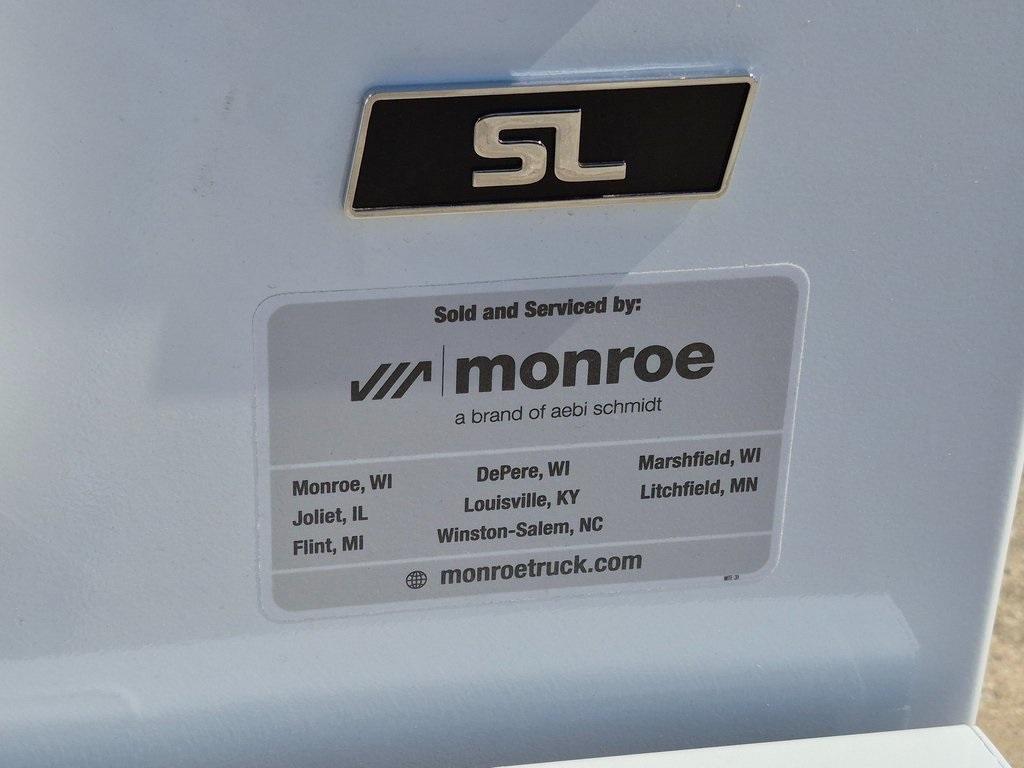 SL
Sold and Serviced by:
monroe
a brand of aebi schmidt
Monroe, WI
Joliet, IL
Flint, MI
DePere, WI
Louisville, KY
Winston-Salem, NC
Marshfield, WI
Litchfield, MN
monroetruck.com